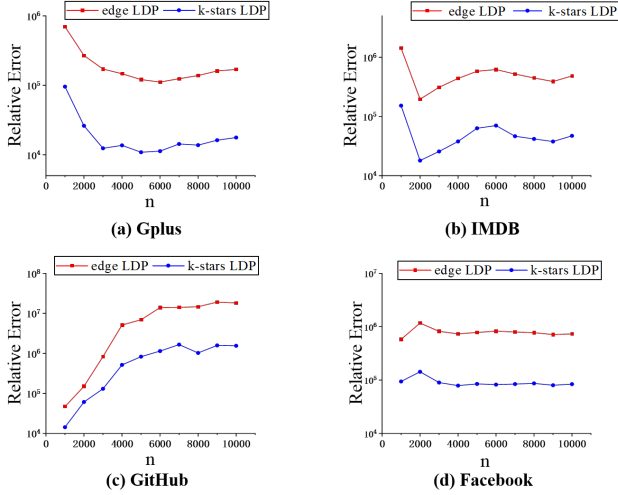 edge LDP k-stars LDP
10^6
10^5
10^4
Relative Error
0 2000 4000 6000 8000 10000
n
(a) Gplus
edge LDP k-stars LDP
10^6
10^5
10^4
Relative Error
0 2000 4000 6000 8000 10000
n
(b) IMDB
edge LDP k-stars LDP
10^8
10^7
10^6
10^5
10^4
Relative Error
0 2000 4000 6000 8000 10000
n
(c) GitHub
edge LDP k-stars LDP
10^7
10^6
10^5
10^4
Relative Error
0 2000 4000 6000 8000 10000
n
(d) Facebook